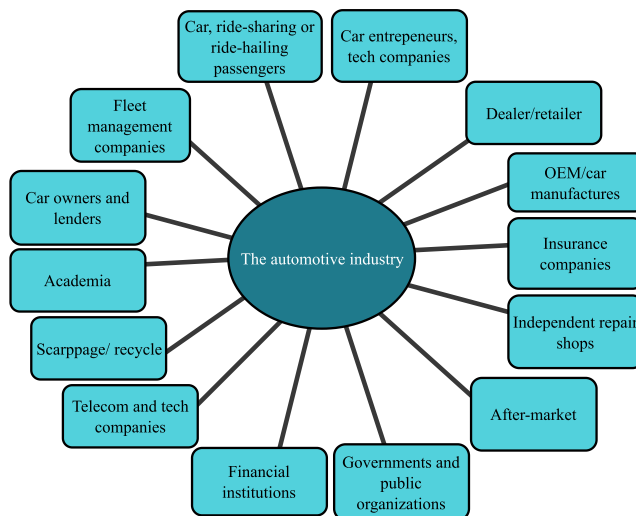 Car, ride-sharing or
ride-hailing
passengers
Car entrepeneurs,
tech companies
Fleet
management
companies
Dealer/retailer
OEM/car
manufactures
Car owners and
lenders
The automotive industry
Insurance
companies
Academia
Independent repair
shops
Scarppage/ recycle
Telecom and tech
companies
After-market
Financial
institutions
Governments and
public
organizations